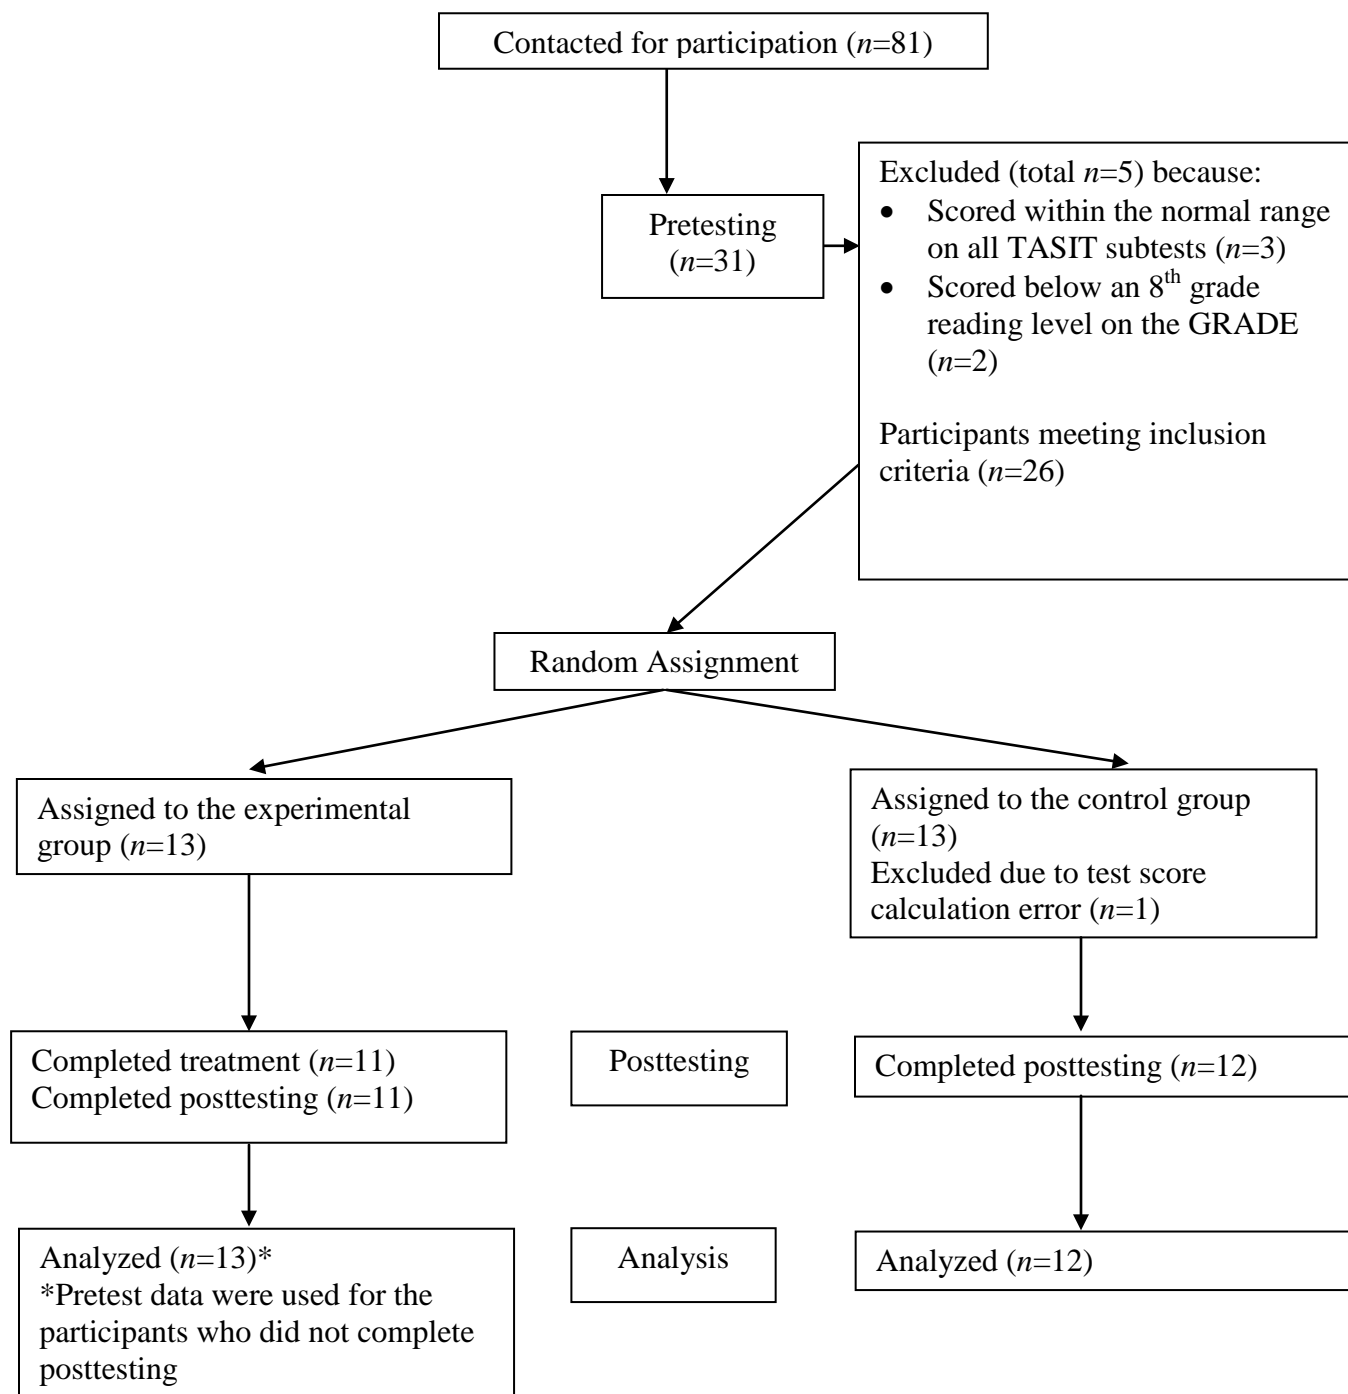 Contacted for participation (n=81)
Pretesting
(n=31)
Excluded (total n=5) because:
• Scored within the normal range
on all TASIT subtests (n=3)
• Scored below an 8th grade
reading level on the GRADE
(n=2)
Participants meeting inclusion
criteria (n=26)
Random Assignment
Assigned to the experimental
group (n=13)
Assigned to the control group
(n=13)
Excluded due to test score
calculation error (n=1)
Completed treatment (n=11)
Completed posttesting (n=11)
Posttesting
Completed posttesting (n=12)
Analyzed (n=13)*
*Pretest data were used for the
participants who did not complete
posttesting
Analysis
Analyzed (n=12)